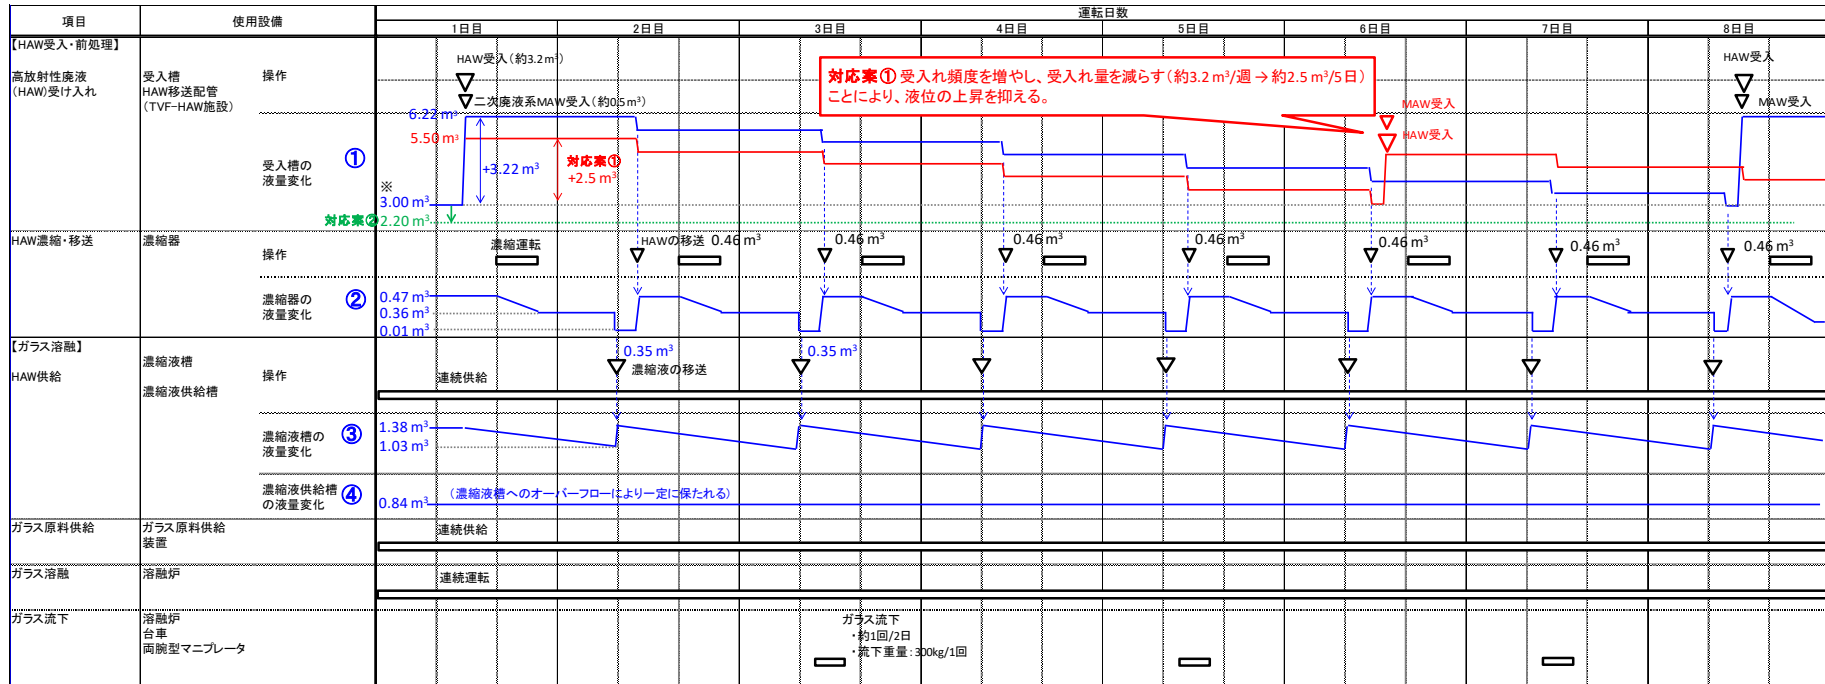 項目
使用設備
運転日数
1日目
2日目
3日目
4日目
5日目
6日目
7日目
8日目
【HAW受入・前処理】
高放射性廃液
(HAW)受け入れ
受入槽
HAW移送配管
(TVF-HAW施設)
操作
HAW受入(約3.2m³)
二次廃液系MAW受入(約0.5m³)
対応案① 受入れ頻度を増やし、受入れ量を減らす(約3.2 m³/週 → 約2.5 m³/5日)
ことにより、液位の上昇を抑える。
MAW受入
HAW受入
HAW受入
MAW受入
受入槽の
液量変化
①
6.22 m³
5.50 m³
+3.22 m³
対応案①
+2.5 m³
※
3.00 m³
対応案②
2.20 m³
HAW濃縮・移送
濃縮器
操作
濃縮運転
HAWの移送 0.46 m³
0.46 m³
0.46 m³
0.46 m³
0.46 m³
0.46 m³
0.46 m³
濃縮器の
液量変化
②
0.47 m³
0.36 m³
0.01 m³
【ガラス溶融】
HAW供給
濃縮液槽
濃縮液供給槽
操作
0.35 m³
濃縮液の移送
0.35 m³
連続供給
濃縮液槽の
液量変化
③
1.38 m³
1.03 m³
濃縮液供給槽
の液量変化
④
0.84 m³
(濃縮液槽へのオーバーフローにより一定に保たれる)
ガラス原料供給
ガラス原料供給
装置
連続供給
ガラス溶融
溶融炉
連続運転
ガラス流下
溶融炉
台車
両腕型マニプレータ
ガラス流下
・約1回/2日
・流下重量:300kg/1回